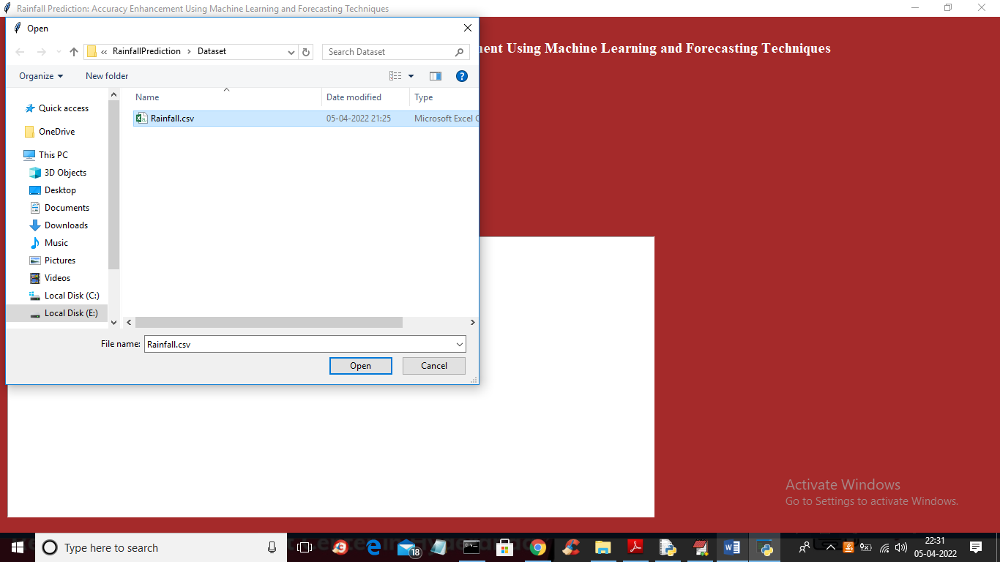 Rainfall Prediction: Accuracy Enhancement Using Machine Learning and Forecasting Techniques
Open
« RainfallPrediction › Dataset
Search Dataset
ent Using Machine Learning and Forecasting Techniques
Organize
New folder
Name
Date modified
Type
Rainfall.csv
05-04-2022 21:25
Microsoft Excel C
Quick access
OneDrive
This PC
3D Objects
Desktop
Documents
Downloads
Music
Pictures
Videos
Local Disk (C:)
Local Disk (E:)
File name:
Rainfall.csv
Open
Cancel
Activate Windows
Go to Settings to activate Windows.
Type here to search
18
22:31
05-04-2022